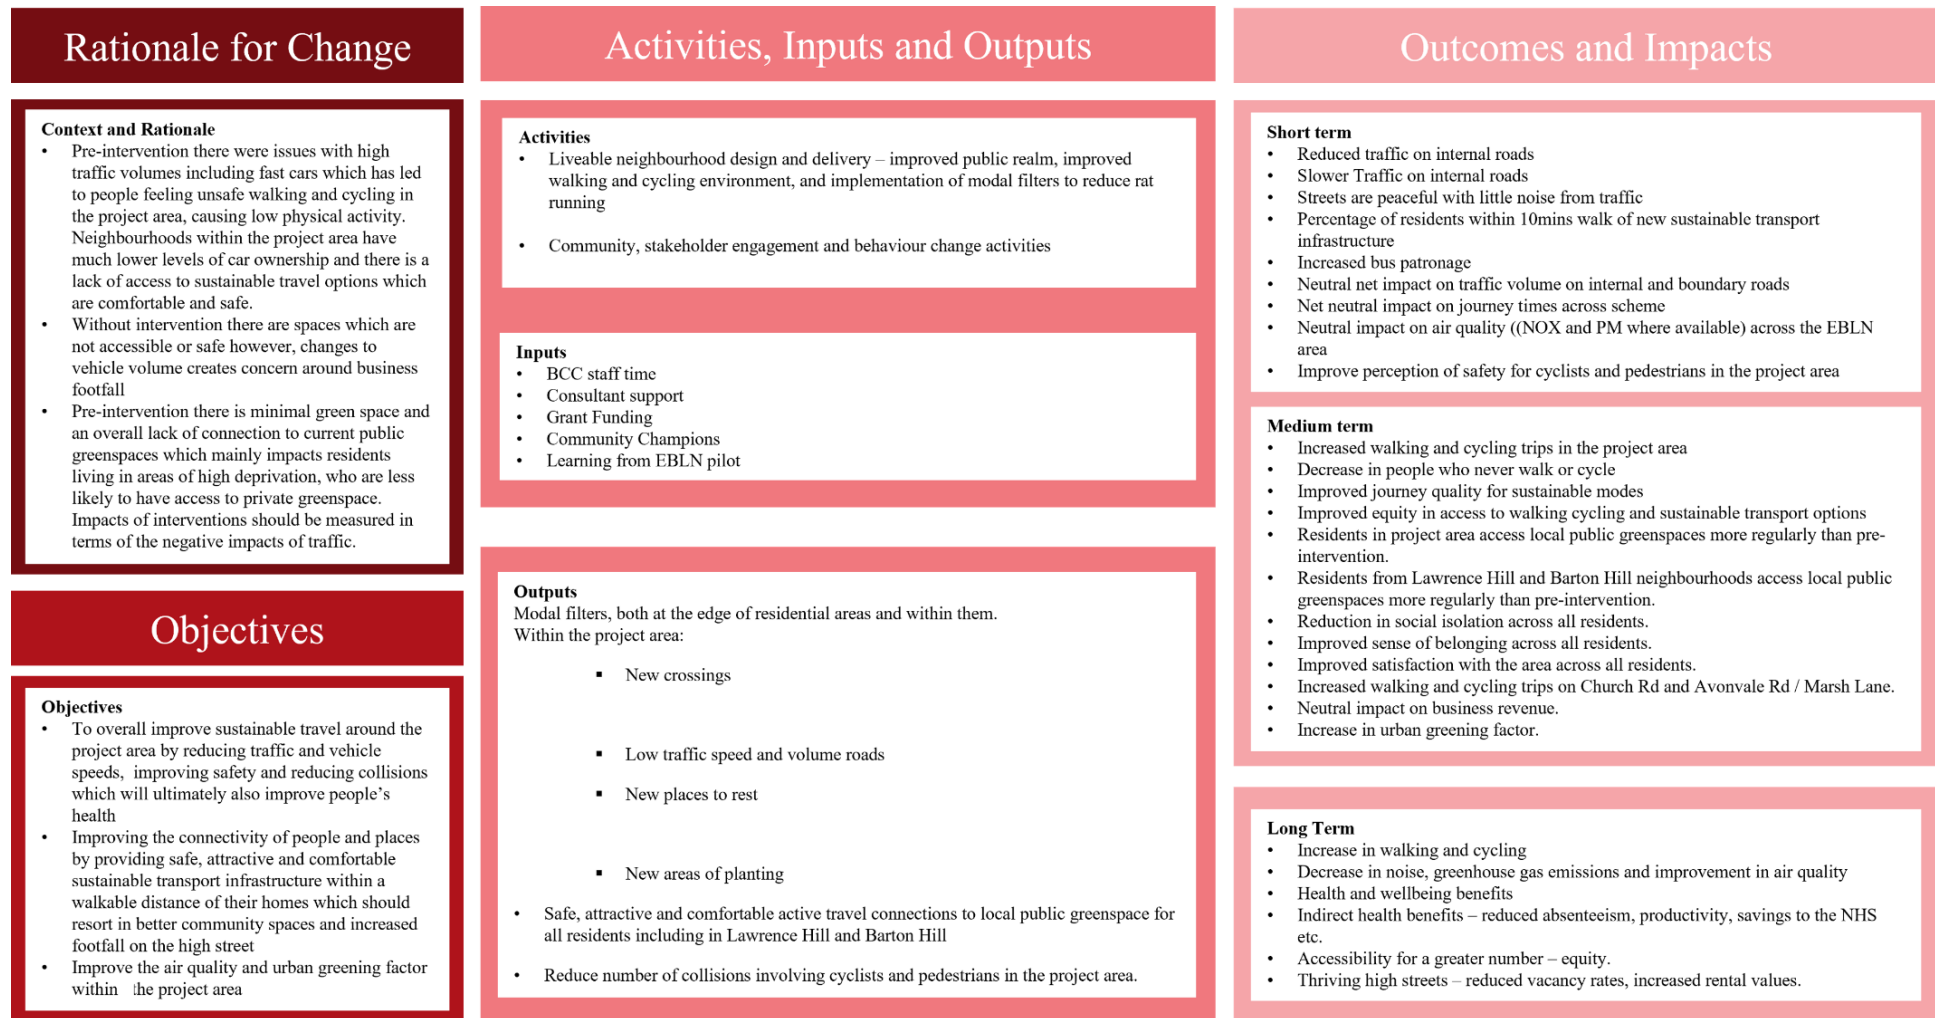 Rationale for Change
Context and Rationale
• Pre-intervention there were issues with high
traffic volumes including fast cars which has led
to people feeling unsafe walking and cycling in
the project area, causing low physical activity.
Neighbourhoods within the project area have
much lower levels of car ownership and there is a
lack of access to sustainable travel options which
are comfortable and safe.
• Without intervention there are spaces which are
not accessible or safe however, changes to
vehicle volume creates concern around business
footfall
• Pre-intervention there is minimal green space and
an overall lack of connection to current public
greenspaces which mainly impacts residents
living in areas of high deprivation, who are less
likely to have access to private greenspace.
Impacts of interventions should be measured in
terms of the negative impacts of traffic.
Objectives
Objectives
• To overall improve sustainable travel around the
project area by reducing traffic and vehicle
speeds, improving safety and reducing collisions
which will ultimately also improve people’s
health
• Improving the connectivity of people and places
by providing safe, attractive and comfortable
sustainable transport infrastructure within a
walkable distance of their homes which should
resort in better community spaces and increased
footfall on the high street
• Improve the air quality and urban greening factor
within the project area
Activities, Inputs and Outputs
Activities
• Liveable neighbourhood design and delivery – improved public realm, improved
walking and cycling environment, and implementation of modal filters to reduce rat
running
• Community, stakeholder engagement and behaviour change activities
Inputs
• BCC staff time
• Consultant support
• Grant Funding
• Community Champions
• Learning from EBLN pilot
Outputs
Modal filters, both at the edge of residential areas and within them.
Within the project area:
▪ New crossings
▪ Low traffic speed and volume roads
▪ New places to rest
▪ New areas of planting
• Safe, attractive and comfortable active travel connections to local public greenspace for
all residents including in Lawrence Hill and Barton Hill
• Reduce number of collisions involving cyclists and pedestrians in the project area.
Outcomes and Impacts
Short term
• Reduced traffic on internal roads
• Slower Traffic on internal roads
• Streets are peaceful with little noise from traffic
• Percentage of residents within 10mins walk of new sustainable transport
infrastructure
• Increased bus patronage
• Neutral net impact on traffic volume on internal and boundary roads
• Net neutral impact on journey times across scheme
• Neutral impact on air quality ((NOX and PM where available) across the EBLN
area
• Improve perception of safety for cyclists and pedestrians in the project area
Medium term
• Increased walking and cycling trips in the project area
• Decrease in people who never walk or cycle
• Improved journey quality for sustainable modes
• Improved equity in access to walking cycling and sustainable transport options
• Residents in project area access local public greenspaces more regularly than pre-
intervention.
• Residents from Lawrence Hill and Barton Hill neighbourhoods access local public
greenspaces more regularly than pre-intervention.
• Reduction in social isolation across all residents.
• Improved sense of belonging across all residents.
• Improved satisfaction with the area across all residents.
• Increased walking and cycling trips on Church Rd and Avonvale Rd / Marsh Lane.
• Neutral impact on business revenue.
• Increase in urban greening factor.
Long Term
• Increase in walking and cycling
• Decrease in noise, greenhouse gas emissions and improvement in air quality
• Health and wellbeing benefits
• Indirect health benefits – reduced absenteeism, productivity, savings to the NHS
etc.
• Accessibility for a greater number – equity.
• Thriving high streets – reduced vacancy rates, increased rental values.